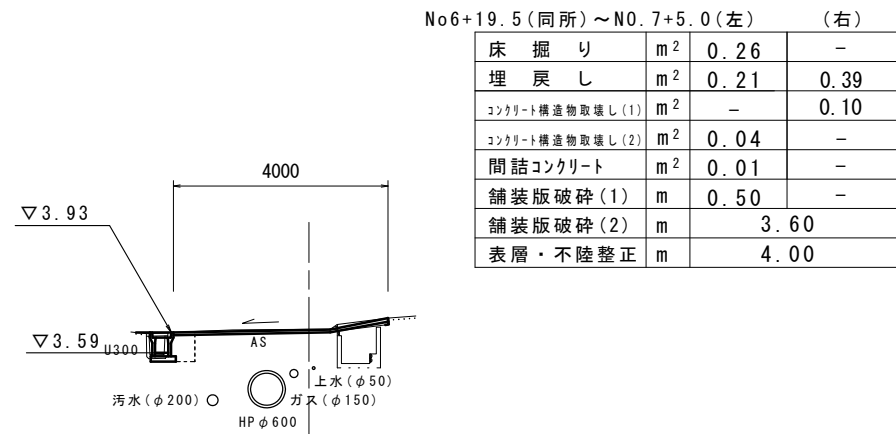 No6+19.5(同所)～NO.7+5.0(左) (右)
床掘り m² 0.26 -
埋戻し m² 0.21 0.39
コンクリート構造物取壊し(1) m² - 0.10
コンクリート構造物取壊し(2) m² 0.04 -
間詰コンクリート m² 0.01 -
舗装版破砕(1) m 0.50 -
舗装版破砕(2) m 3.60
表層・不陸整正 m 4.00
4000
▽3.93
▽3.59
U300
AS
上水(φ50)
汚水(φ200)
ガス(φ150)
HPφ600